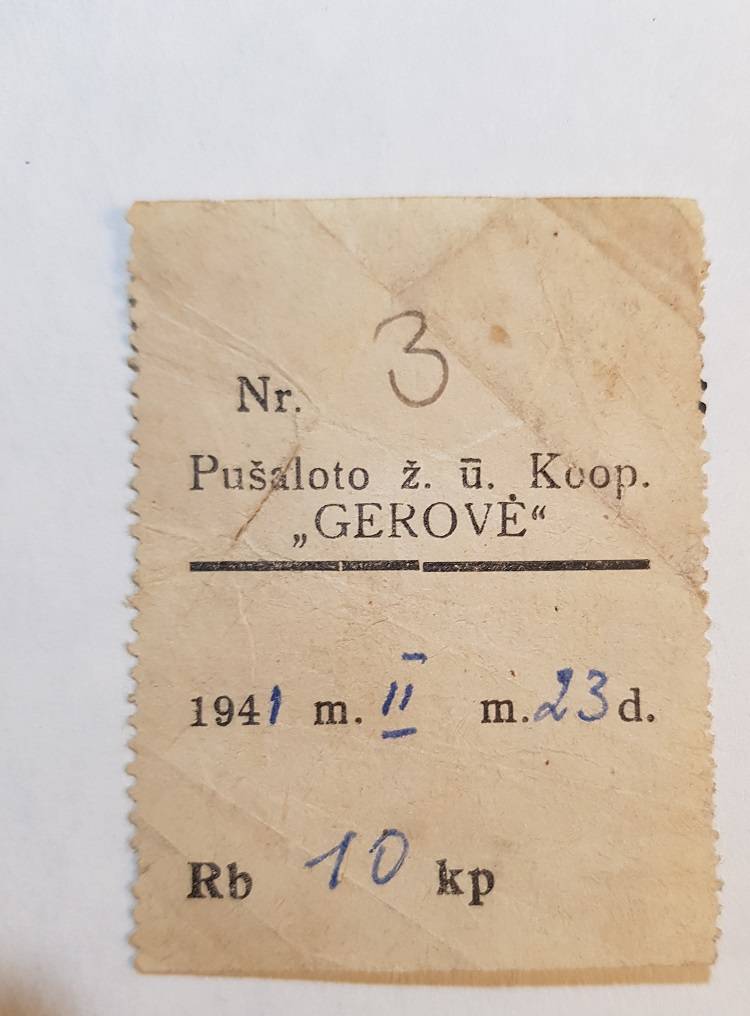 3
Nr.
Pušaloto ž. ū. Koop.
„GEROVĖ“
1941 m. II m. 23 d.
Rb 10 kp